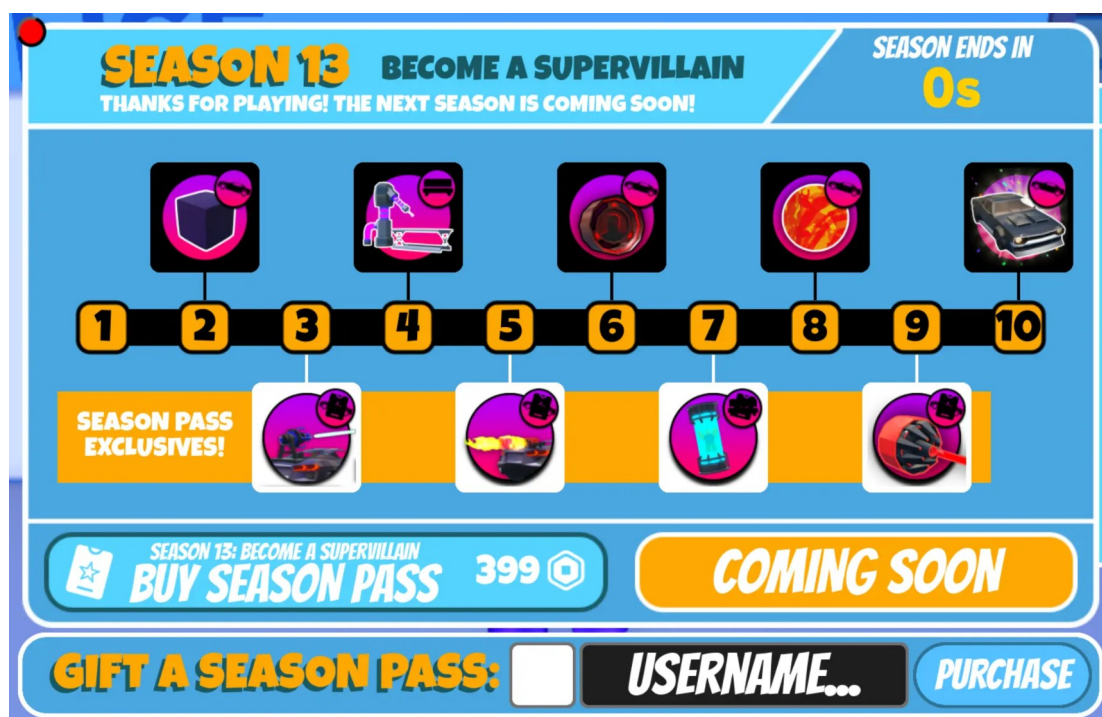 SEASON 13 BECOME A SUPERVILLAIN
THANKS FOR PLAYING! THE NEXT SEASON IS COMING SOON!
SEASON ENDS IN
0s
1 2 3 4 5 6 7 8 9 10
SEASON PASS
EXCLUSIVES!
SEASON 13: BECOME A SUPERVILLAIN
BUY SEASON PASS 399
COMING SOON
GIFT A SEASON PASS: USERNAME... PURCHASE